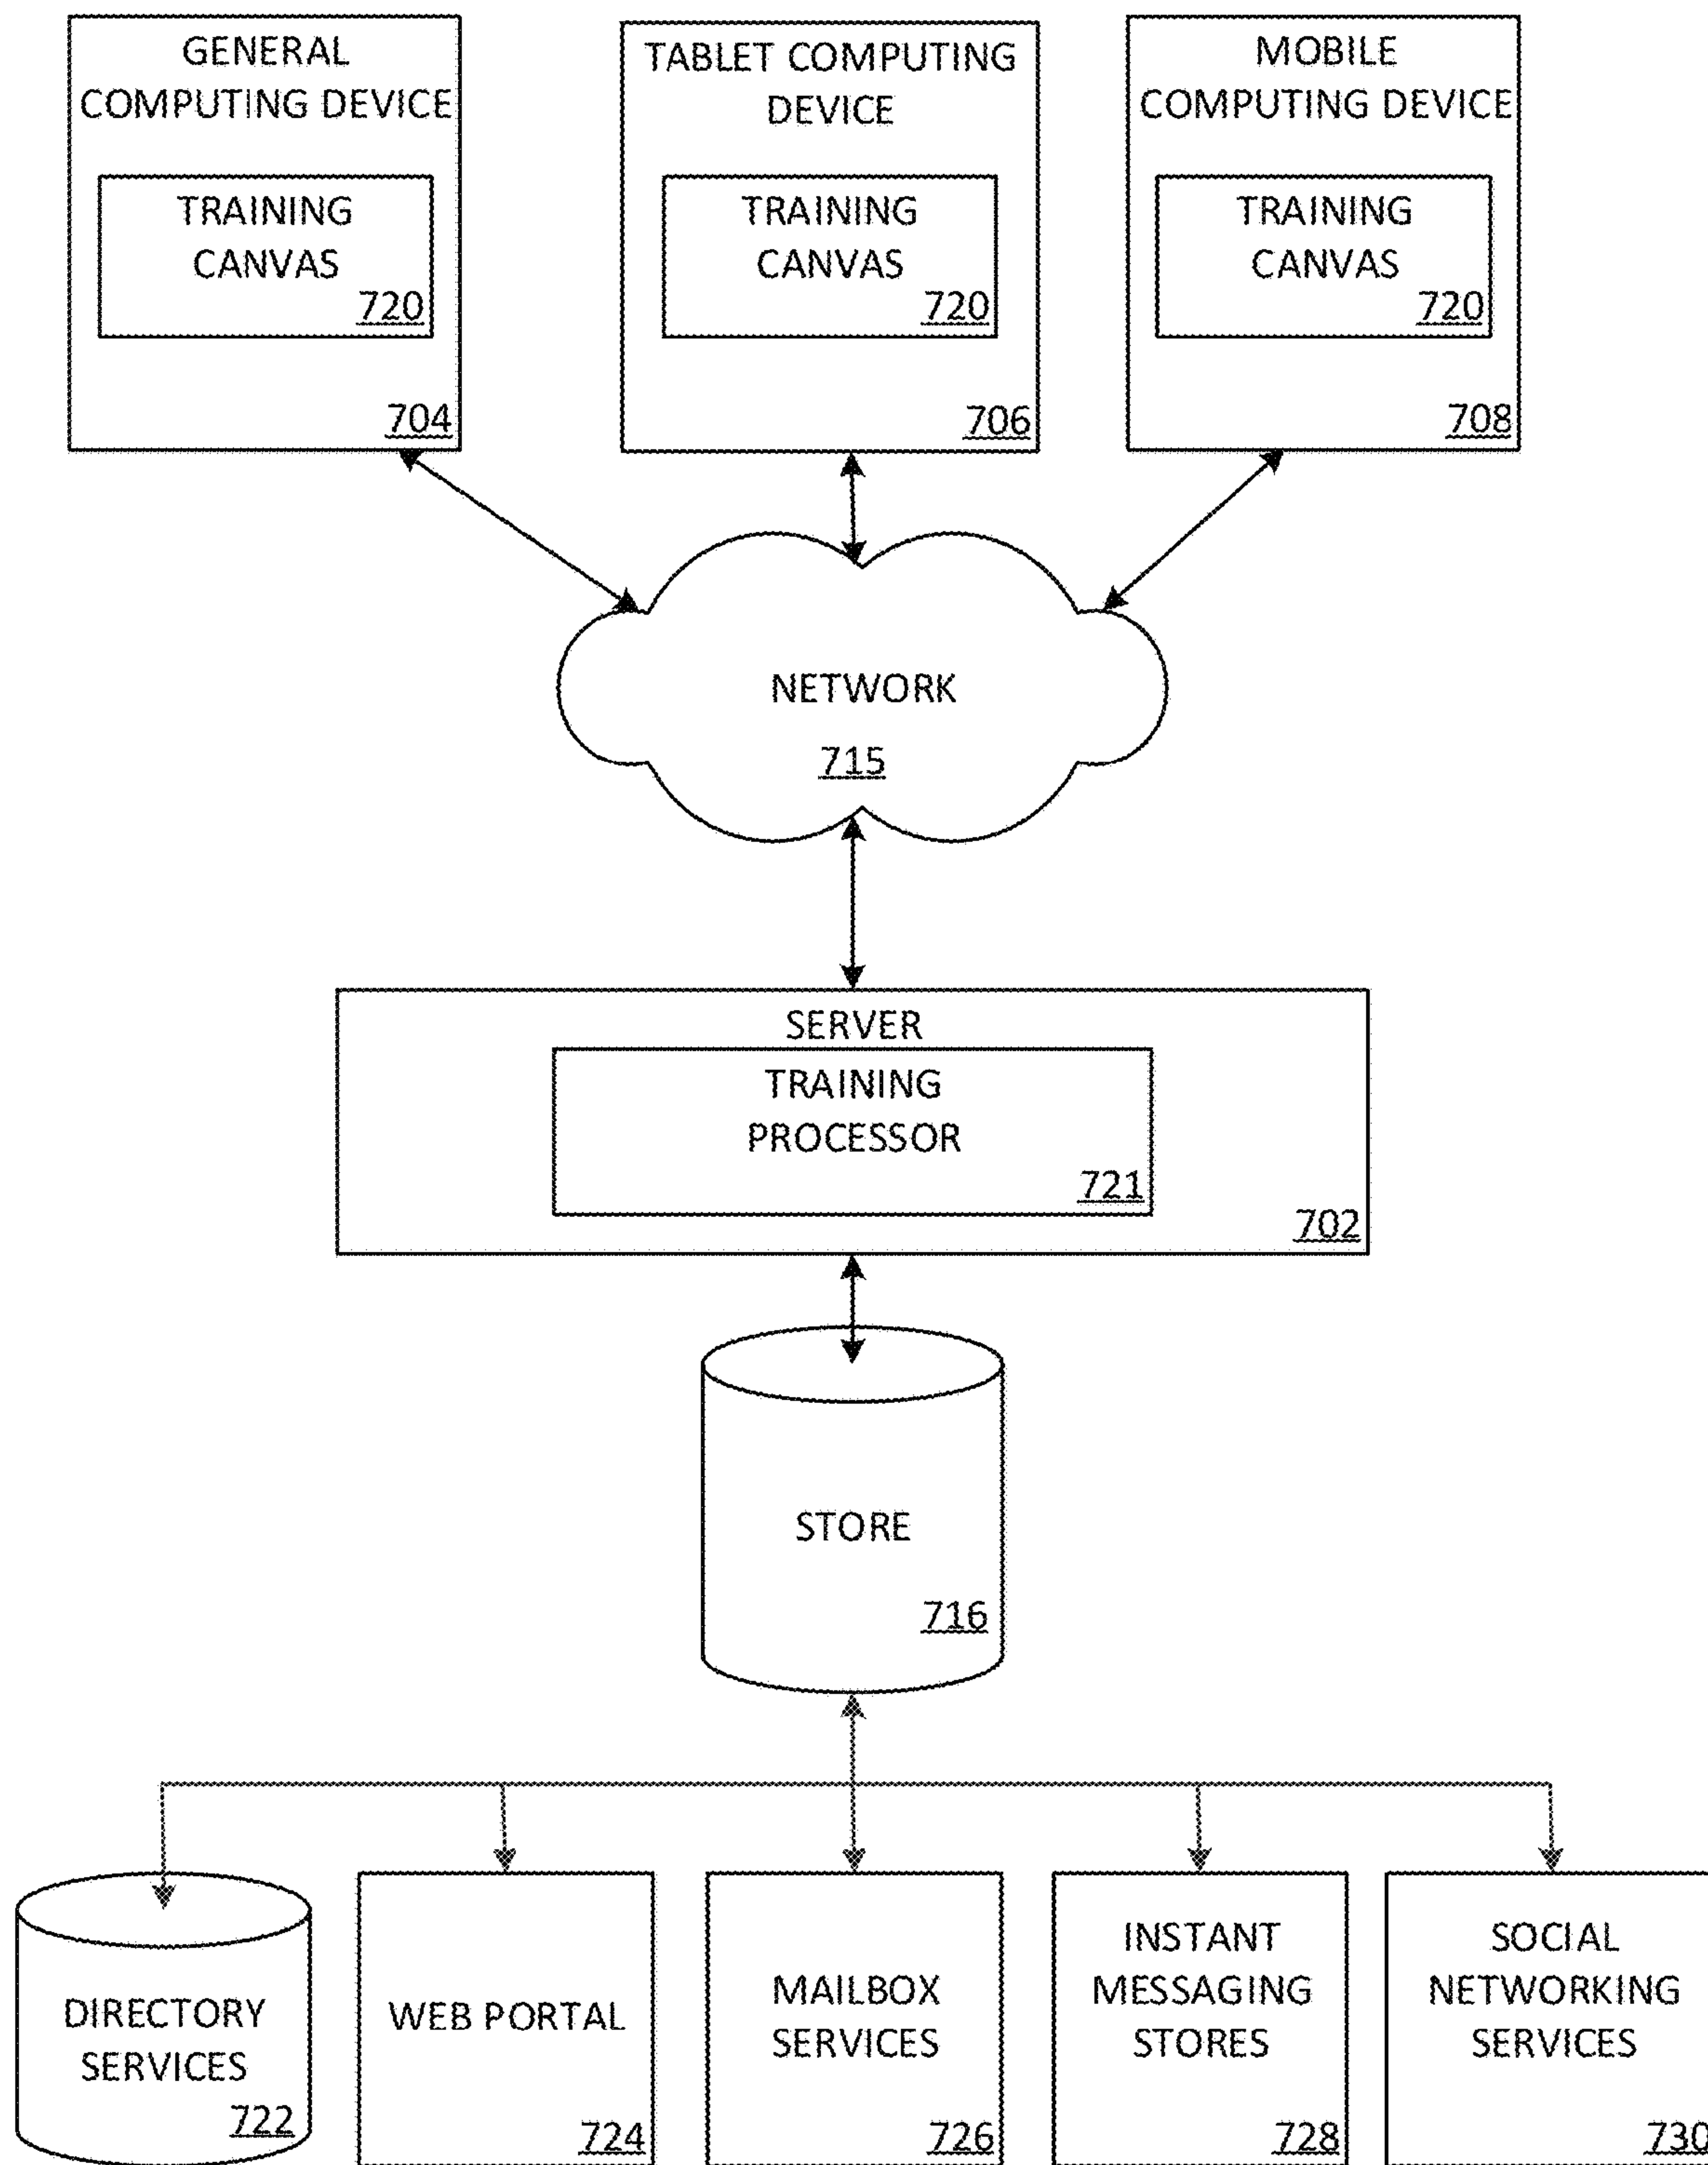 GENERAL
COMPUTING DEVICE
TRAINING
CANVAS
720
704
TABLET COMPUTING
DEVICE
TRAINING
CANVAS
720
706
MOBILE
COMPUTING DEVICE
TRAINING
CANVAS
720
708
NETWORK
715
SERVER
TRAINING
PROCESSOR
721
702
STORE
716
DIRECTORY
SERVICES
722
WEB PORTAL
724
MAILBOX
SERVICES
726
INSTANT
MESSAGING
STORES
728
SOCIAL
NETWORKING
SERVICES
730